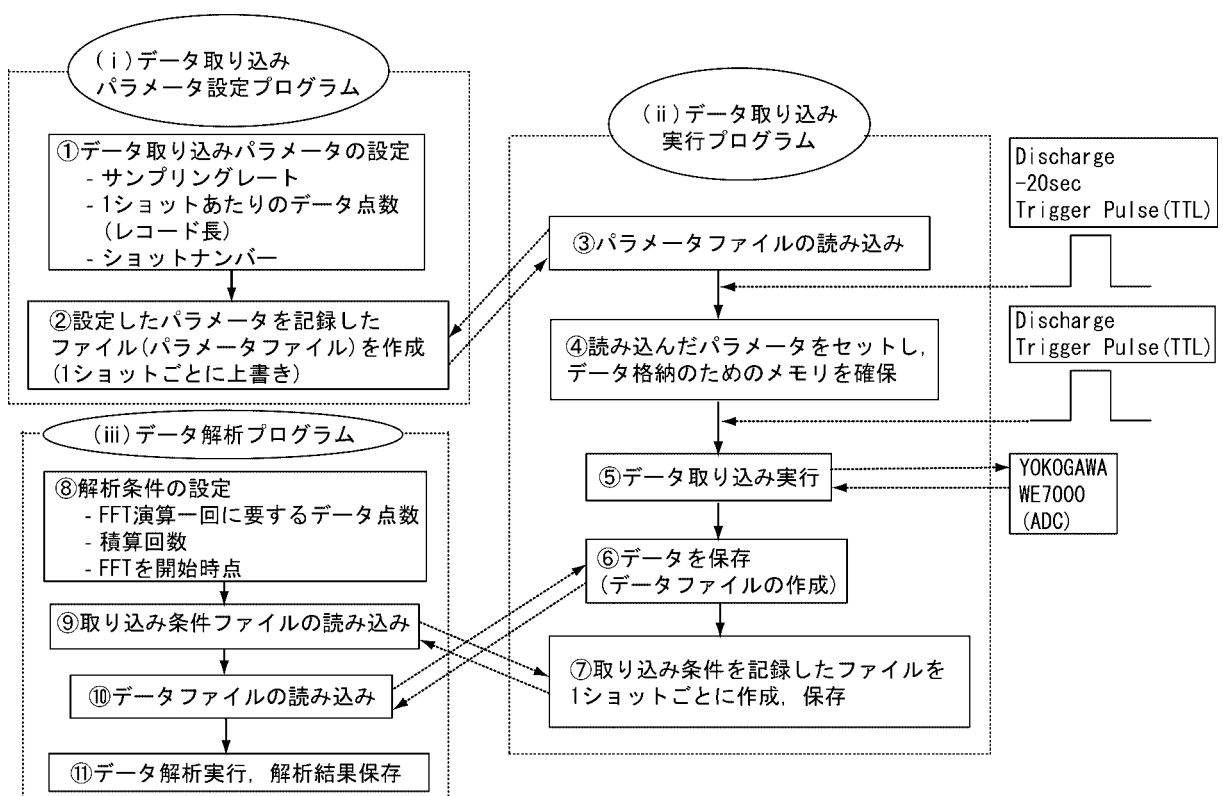 (ⅰ)データ取り込み
パラメータ設定プログラム
①データ取り込みパラメータの設定
- サンプリングレート
- 1ショットあたりのデータ点数
(レコード長)
- ショットナンバー
②設定したパラメータを記録した
ファイル(パラメータファイル)を作成
(1ショットごとに上書き)
(ⅱ)データ取り込み
実行プログラム
③パラメータファイルの読み込み
④読み込んだパラメータをセットし,
データ格納のためのメモリを確保
⑤データ取り込み実行
⑥データを保存
(データファイルの作成)
⑦取り込み条件を記録したファイルを
1ショットごとに作成, 保存
Discharge
-20sec
Trigger Pulse(TTL)
Discharge
Trigger Pulse(TTL)
YOKOGAWA
WE7000
(ADC)
(ⅲ)データ解析プログラム
⑧解析条件の設定
- FFT演算一回に要するデータ点数
- 積算回数
- FFTを開始時点
⑨取り込み条件ファイルの読み込み
⑩データファイルの読み込み
⑪データ解析実行, 解析結果保存